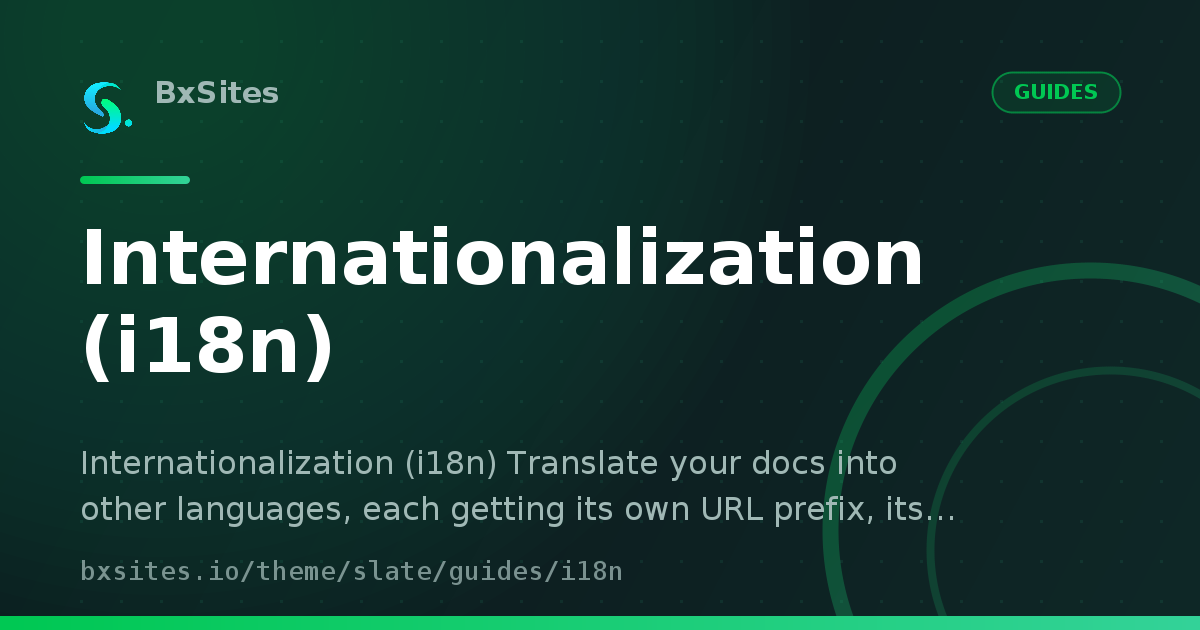 BxSites
GUIDES
Internationalization
(i18n)
Internationalization (i18n) Translate your docs into
other languages, each getting its own URL prefix, its…
bxsites.io/theme/slate/guides/i18n